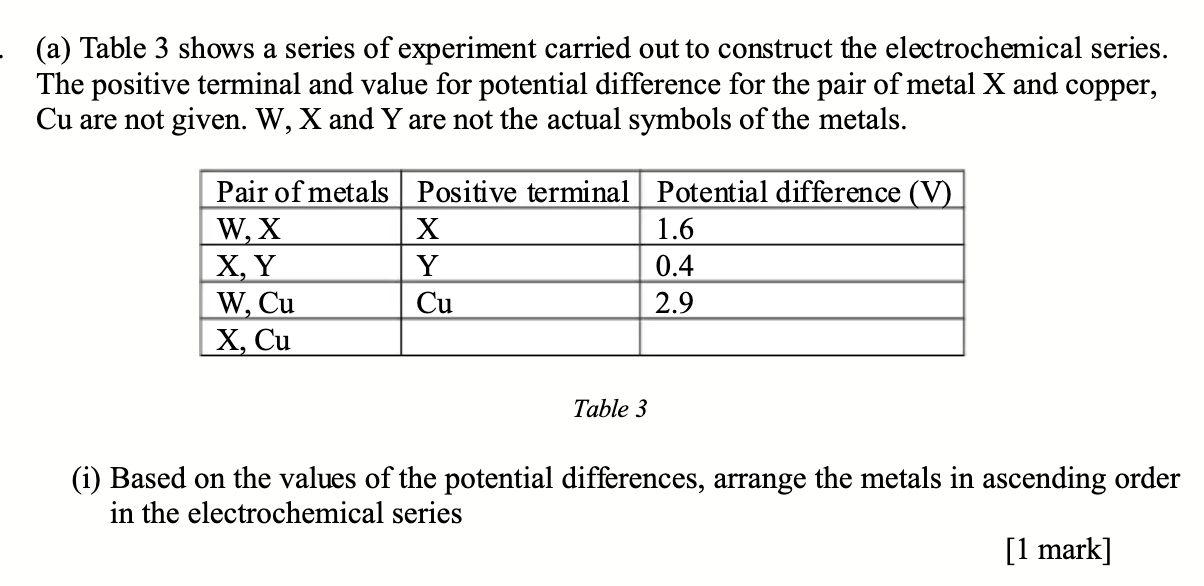 (a) Table 3 shows a series of experiment carried out to construct the electrochemical series.
The positive terminal and value for potential difference for the pair of metal X and copper,
Cu are not given. W, X and Y are not the actual symbols of the metals.
Pair of metals Positive terminal Potential difference (V)
W, X X 1.6
X, Y Y 0.4
W, Cu Cu 2.9
X, Cu
Table 3
(i) Based on the values of the potential differences, arrange the metals in ascending order
in the electrochemical series
[1 mark]